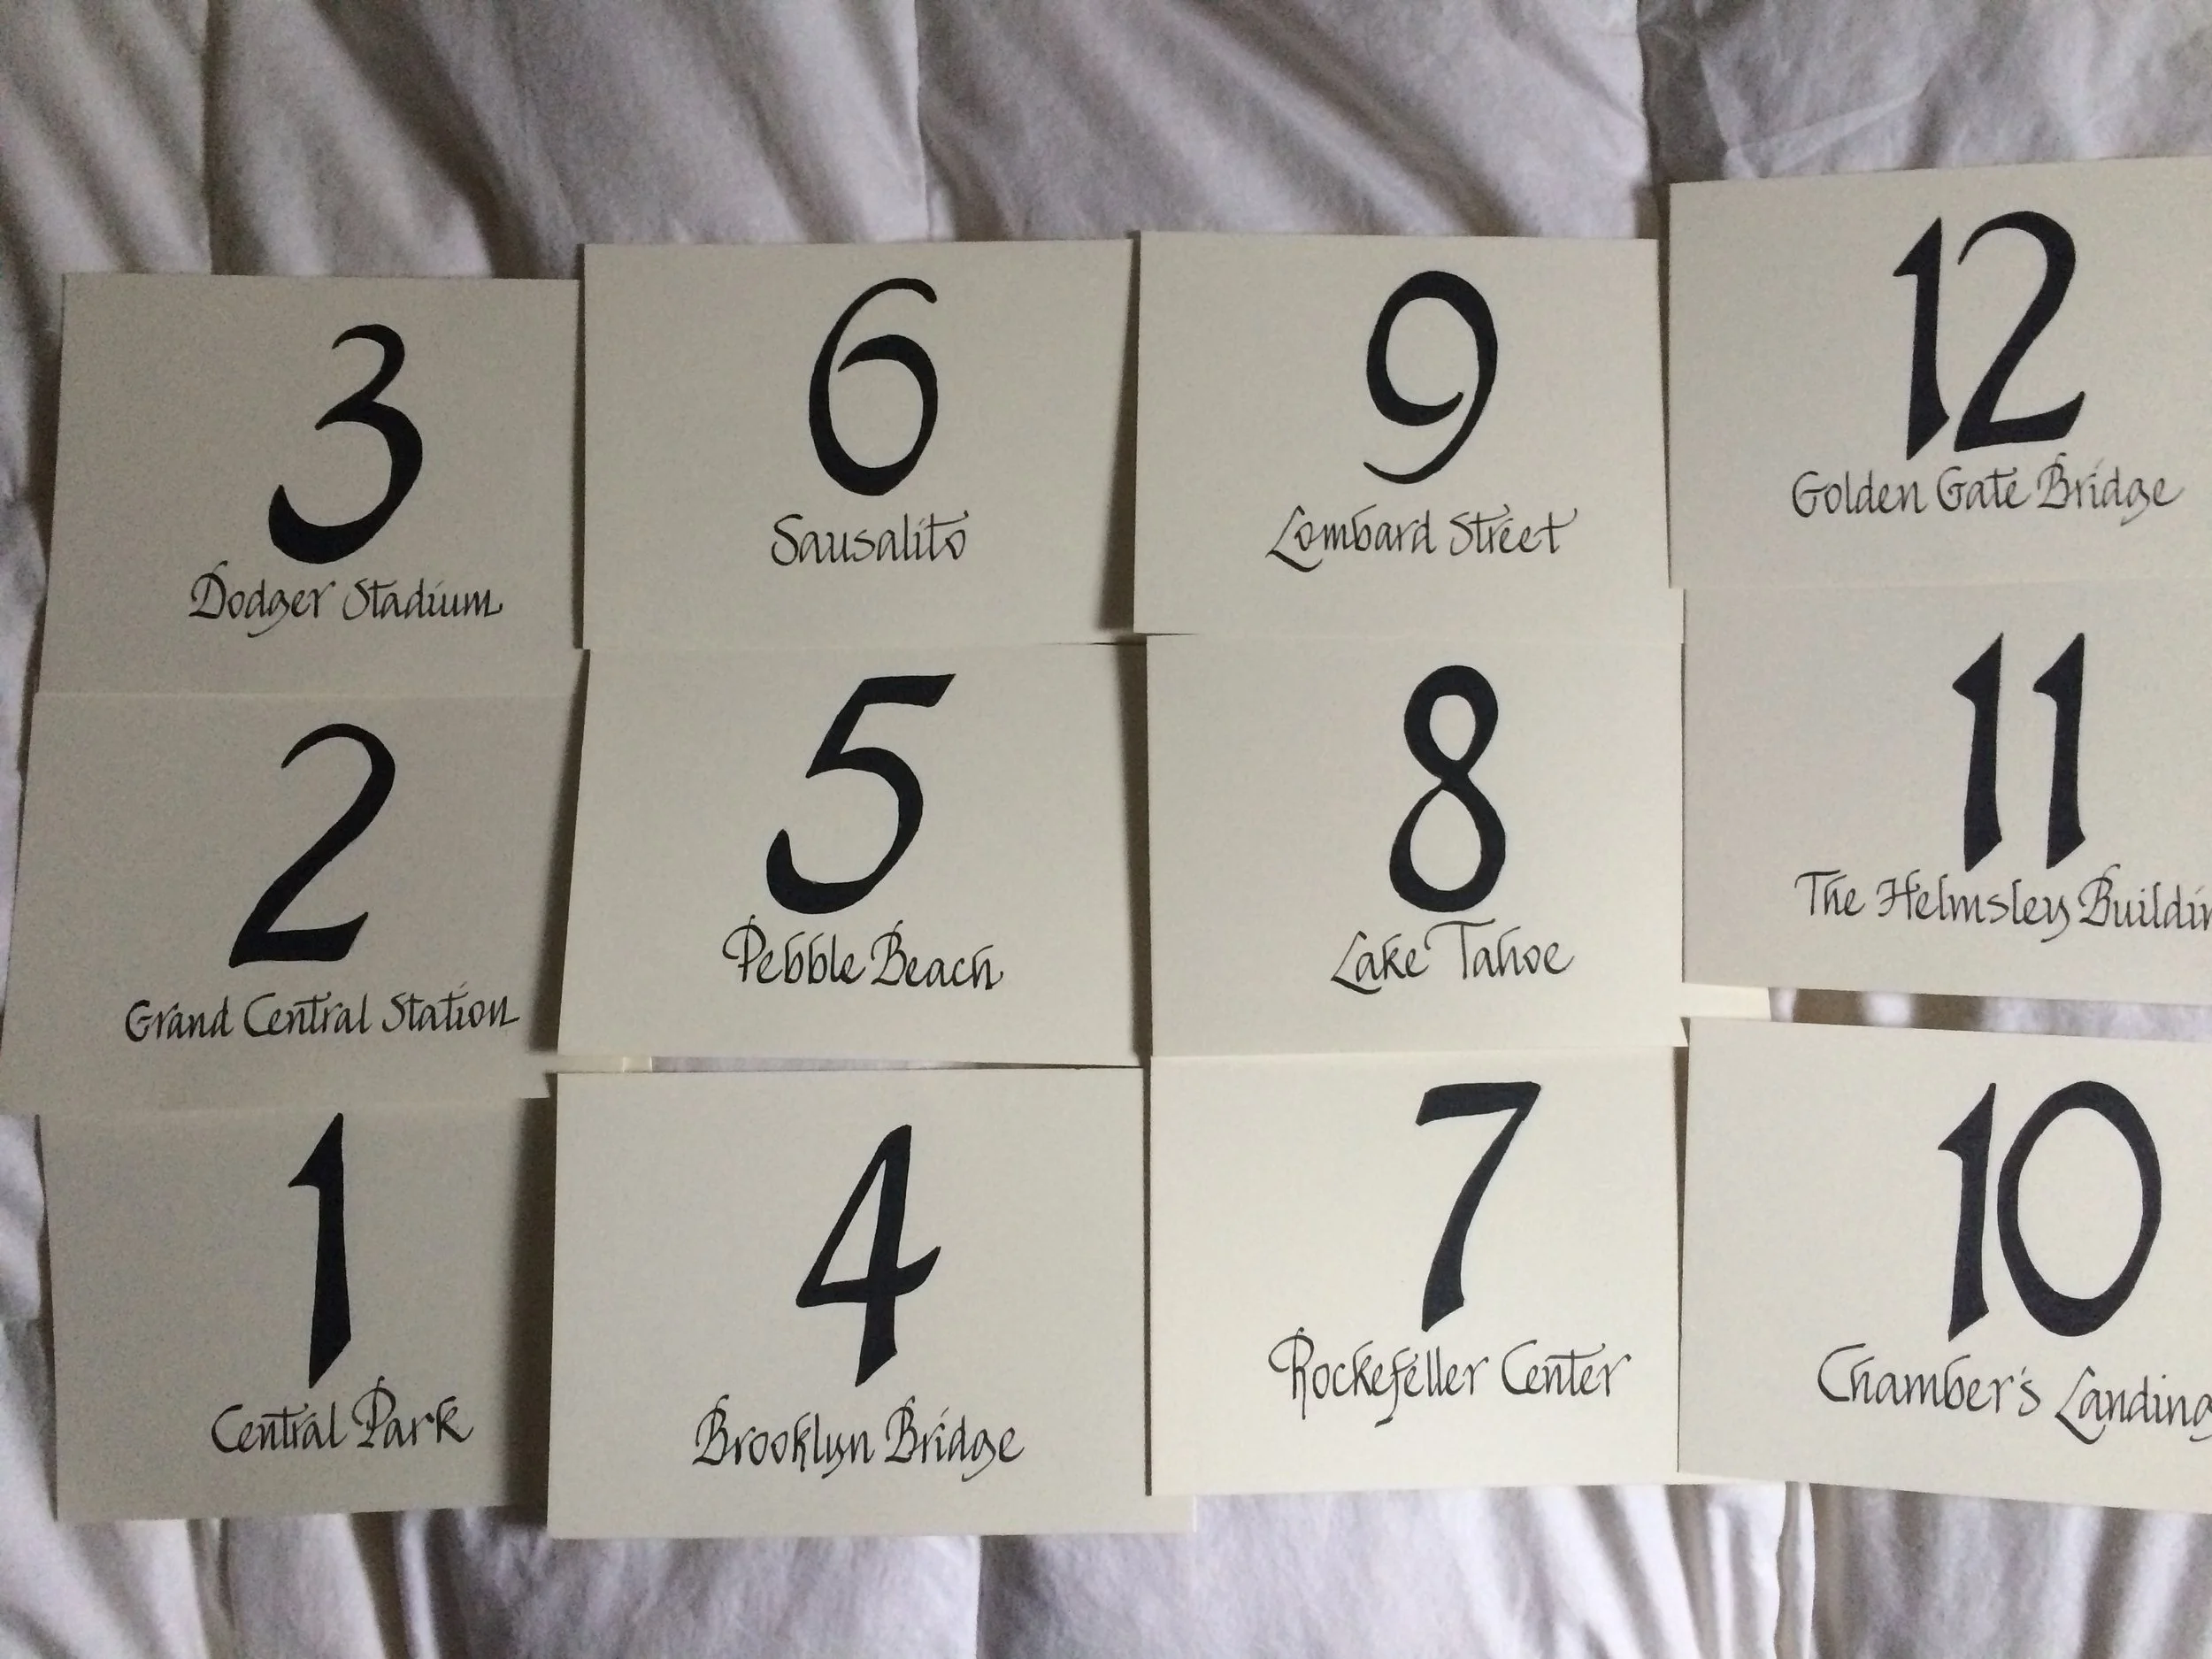 3
Dodger Stadium
6
Sausalito
9
Lombard Street
12
Golden Gate Bridge
2
Grand Central Station
5
Pebble Beach
8
Lake Tahoe
11
The Helmsley Buildin
1
Central Park
4
Brooklyn Bridge
7
Rockefeller Center
10
Chamber's Landing